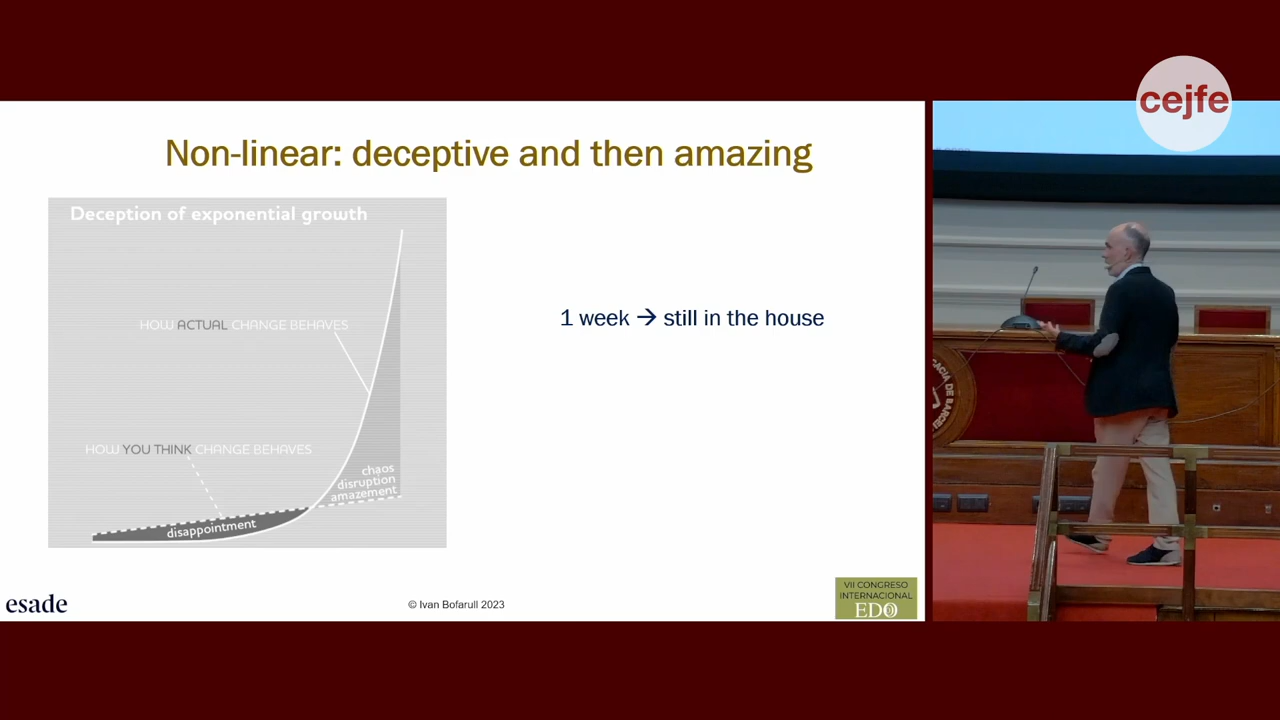 cejfe
Non-linear: deceptive and then amazing
Deception of exponential growth
HOW ACTUAL CHANGE BEHAVES
1 week → still in the house
HOW YOU THINK CHANGE BEHAVES
chaos
disruption
amazement
disappointment
esade
© Ivan Bofarull 2023
VII CONGRESO
INTERNACIONAL
EDO